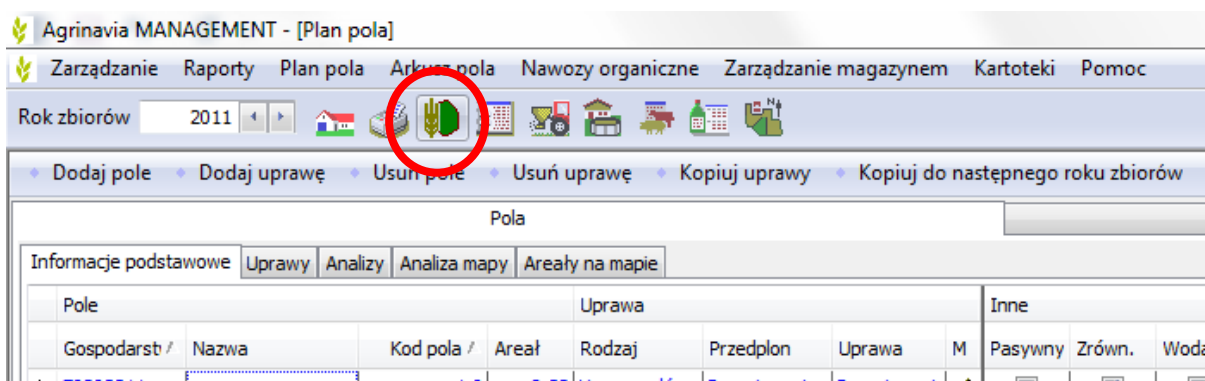 Agrinavia MANAGEMENT - [Plan pola]
Zarządzanie Raporty Plan pola Arkusz pola Nawozy organiczne Zarządzanie magazynem Kartoteki Pomoc
Rok zbiorów 2011
Dodaj pole Dodaj uprawę Usuń pole Usuń uprawę Kopiuj uprawy Kopiuj do następnego roku zbiorów
Pola
Informacje podstawowe Uprawy Analizy Analiza mapy Areały na mapie
Pole Uprawa Inne
Gospodarstw Nazwa Kod pola Areał Rodzaj Przedplon Uprawa M Pasywny Zrówn. Woda